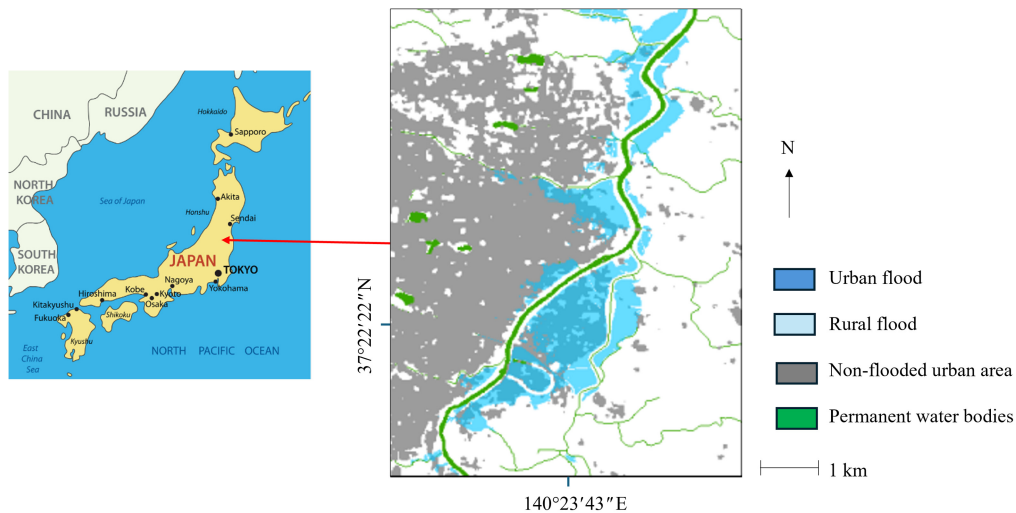 CHINA
RUSSIA
Hokkaido
Sapporo
NORTH
KOREA
Sea of Japan
Akita
Honshu
Sendai
SOUTH
KOREA
JAPAN
TOKYO
Nagoya
Yokohama
Kobe
Kyoto
Hiroshima
Osaka
Kitakyushu
Shikoku
Fukuoka
Kyushu
East
China
Sea
NORTH PACIFIC OCEAN
37°22′22″N
140°23′43″E
N
Urban flood
Rural flood
Non-flooded urban area
Permanent water bodies
1 km